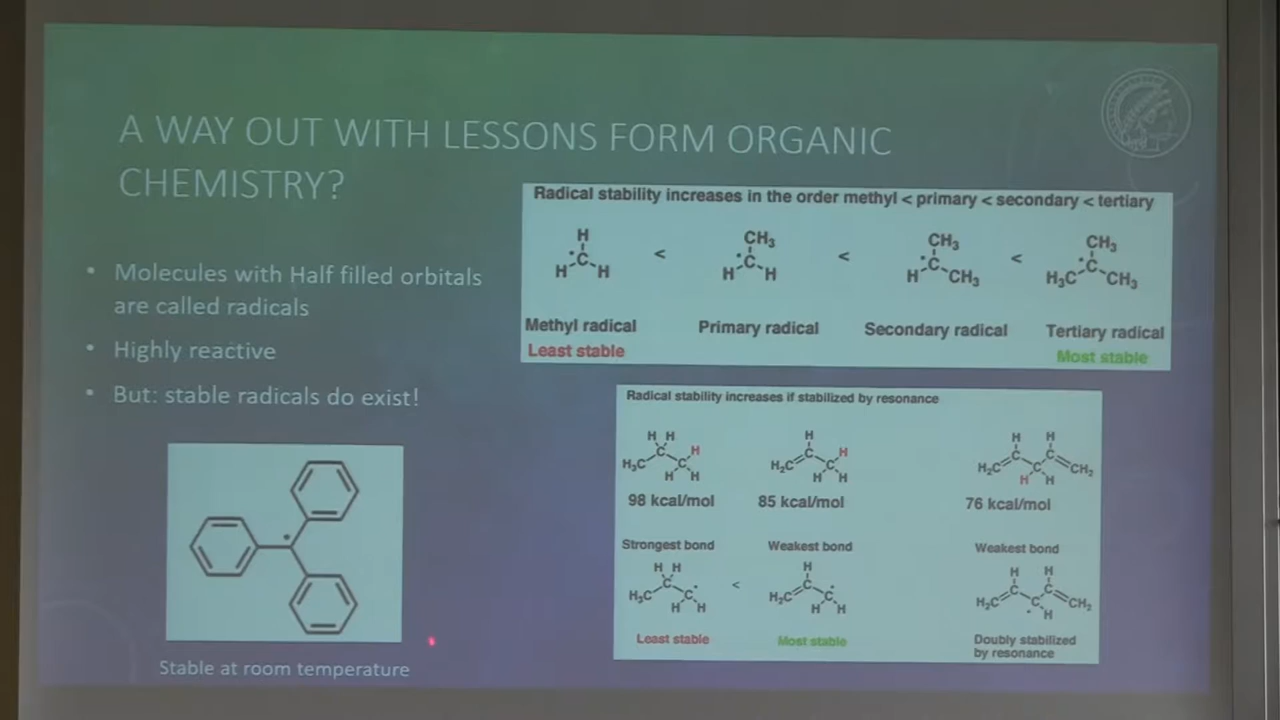 A WAY OUT WITH LESSONS FORM ORGANIC
CHEMISTRY?
• Molecules with Half filled orbitals
are called radicals
• Highly reactive
• But: stable radicals do exist!
Stable at room temperature
Radical stability increases in the order methyl < primary < secondary < tertiary
H CH₃ CH₃ CH₃
·C < ·C < ·C < ·C
H H H H H CH₃ H₃C CH₃
Methyl radical Primary radical Secondary radical Tertiary radical
Least stable Most stable
Radical stability increases if stabilized by resonance
H H H H H
C H C H C C
H₃C C H₂C C H₂C C CH₂
H H H H H H
98 kcal/mol 85 kcal/mol 76 kcal/mol
Strongest bond Weakest bond Weakest bond
H H H H H
C < C C C
H₃C C· H₂C C· H₂C C CH₂
H H H H · H
Least stable Most stable Doubly stabilized
by resonance